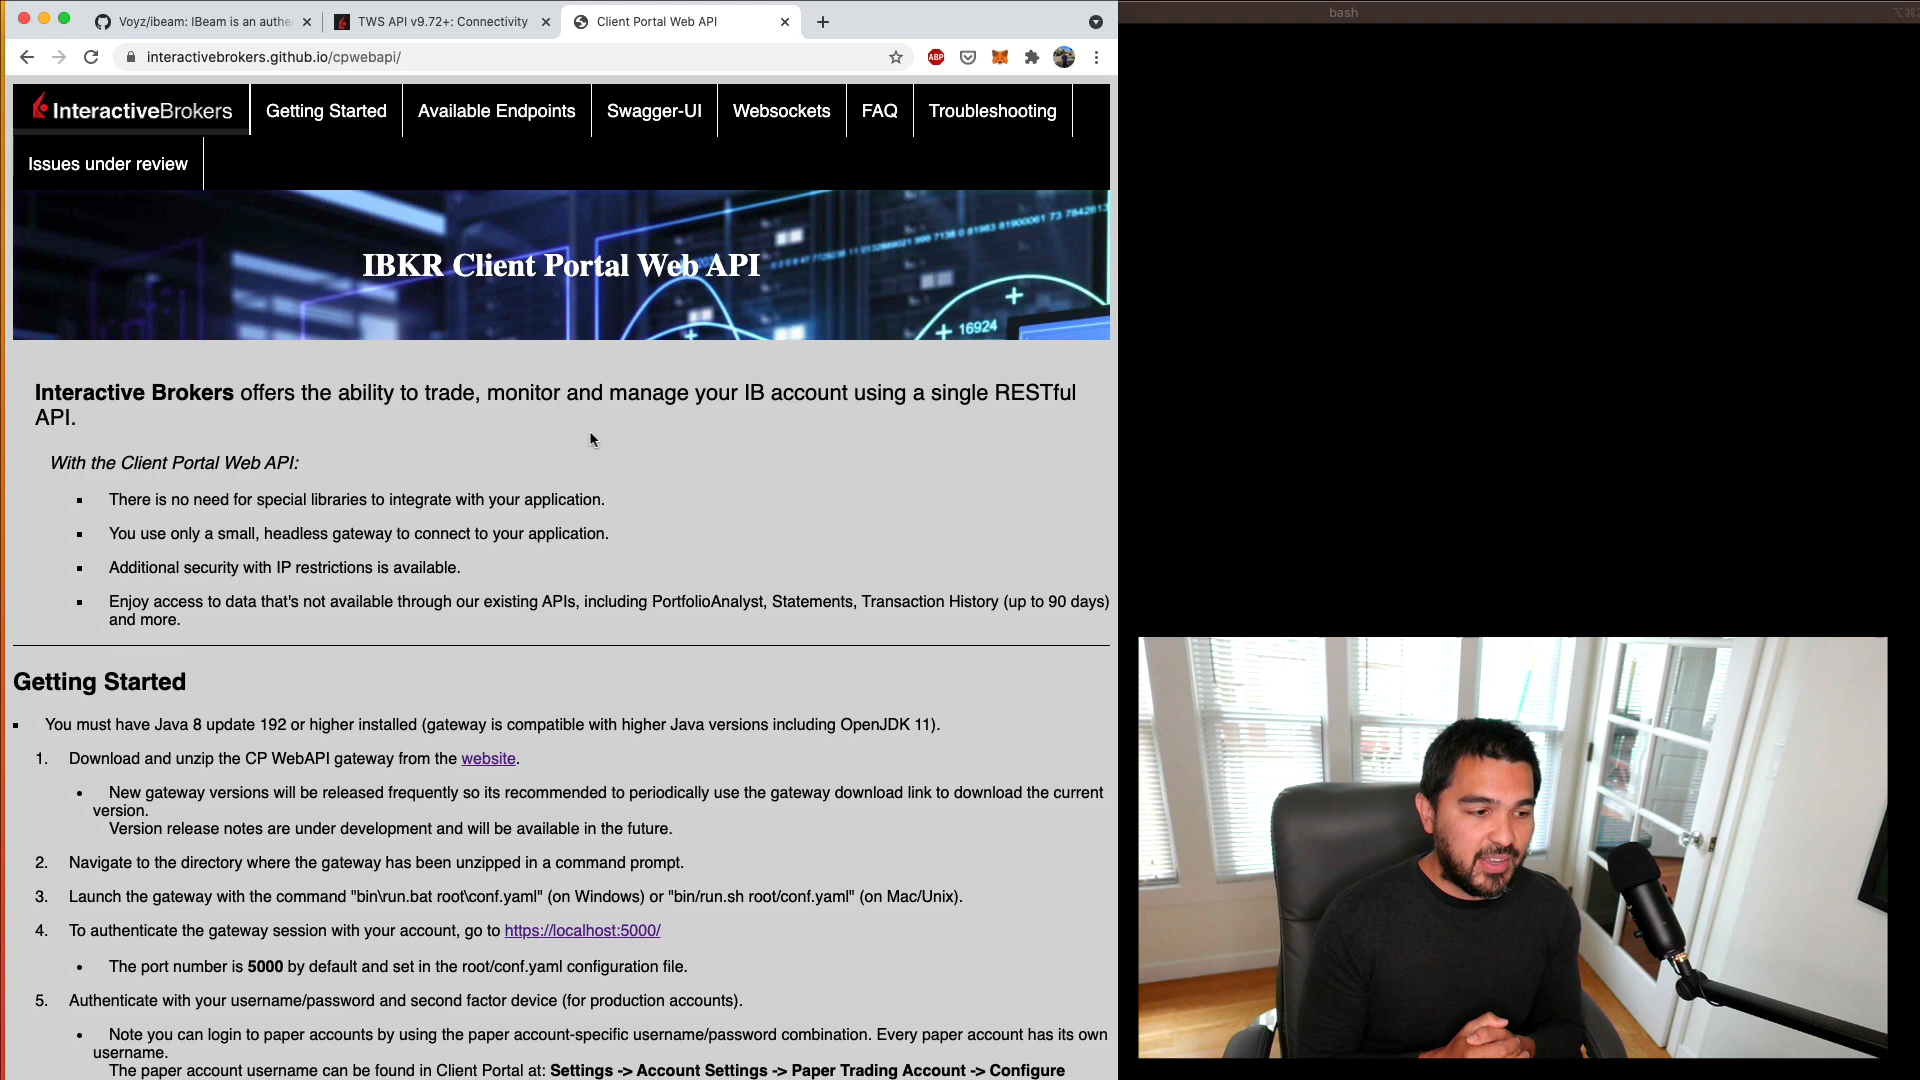 Voyz/ibeam: IBeam is an authe
TWS API v9.72+: Connectivity
Client Portal Web API
bash
interactivebrokers.github.io/cpwebapi/
ABP
InteractiveBrokers
Getting Started
Available Endpoints
Swagger-UI
Websockets
FAQ
Troubleshooting
Issues under review
IBKR Client Portal Web API
16924
Interactive Brokers offers the ability to trade, monitor and manage your IB account using a single RESTful
API.
With the Client Portal Web API:
There is no need for special libraries to integrate with your application.
You use only a small, headless gateway to connect to your application.
Additional security with IP restrictions is available.
Enjoy access to data that's not available through our existing APIs, including PortfolioAnalyst, Statements, Transaction History (up to 90 days)
and more.
Getting Started
You must have Java 8 update 192 or higher installed (gateway is compatible with higher Java versions including OpenJDK 11).
1. Download and unzip the CP WebAPI gateway from the website.
New gateway versions will be released frequently so its recommended to periodically use the gateway download link to download the current
version.
Version release notes are under development and will be available in the future.
2. Navigate to the directory where the gateway has been unzipped in a command prompt.
3. Launch the gateway with the command "bin\run.bat root\conf.yaml" (on Windows) or "bin/run.sh root/conf.yaml" (on Mac/Unix).
4. To authenticate the gateway session with your account, go to https://localhost:5000/
The port number is 5000 by default and set in the root/conf.yaml configuration file.
5. Authenticate with your username/password and second factor device (for production accounts).
Note you can login to paper accounts by using the paper account-specific username/password combination. Every paper account has its own
username.
The paper account username can be found in Client Portal at: Settings -> Account Settings -> Paper Trading Account -> Configure